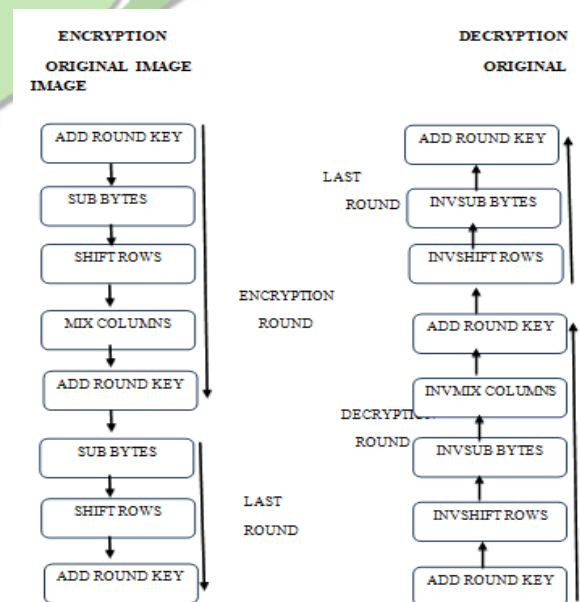 ENCRYPTION
ORIGINAL IMAGE
IMAGE
ADD ROUND KEY
SUB BYTES
SHIFT ROWS
MIX COLUMNS
ADD ROUND KEY
SUB BYTES
SHIFT ROWS
ADD ROUND KEY
ENCRYPTION
ROUND
LAST
ROUND
DECRYPTION
ORIGINAL
ADD ROUND KEY
LAST
ROUND
INVSUB BYTES
INVSHIFT ROWS
ADD ROUND KEY
INVMIX COLUMNS
DECRYPTION
ROUND
INVSUB BYTES
INVSHIFT ROWS
ADD ROUND KEY